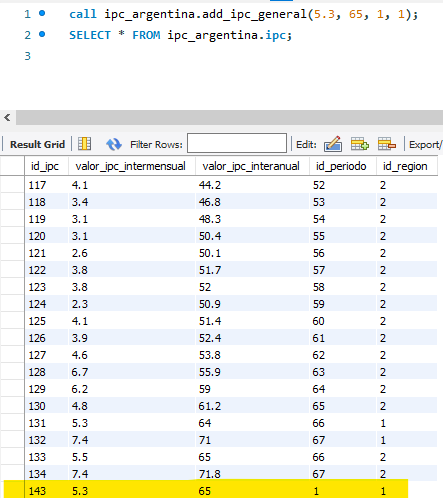 1 call ipc_argentina.add_ipc_general(5.3, 65, 1, 1);
2 SELECT * FROM ipc_argentina.ipc;
3
Result Grid Filter Rows: Edit: Export/
id_ipc valor_ipc_intermensual valor_ipc_interanual id_periodo id_region
117 4.1 44.2 52 2
118 3.4 46.8 53 2
119 3.1 48.3 54 2
120 3.1 50.4 55 2
121 2.6 50.1 56 2
122 3.8 51.7 57 2
123 3.8 52 58 2
124 2.3 50.9 59 2
125 4.1 51.4 60 2
126 3.9 52.4 61 2
127 4.6 53.8 62 2
128 6.7 55.9 63 2
129 6.2 59 64 2
130 4.8 61.2 65 2
131 5.3 64 66 1
132 7.4 71 67 1
133 5.5 65 66 2
134 7.4 71.8 67 2
143 5.3 65 1 1